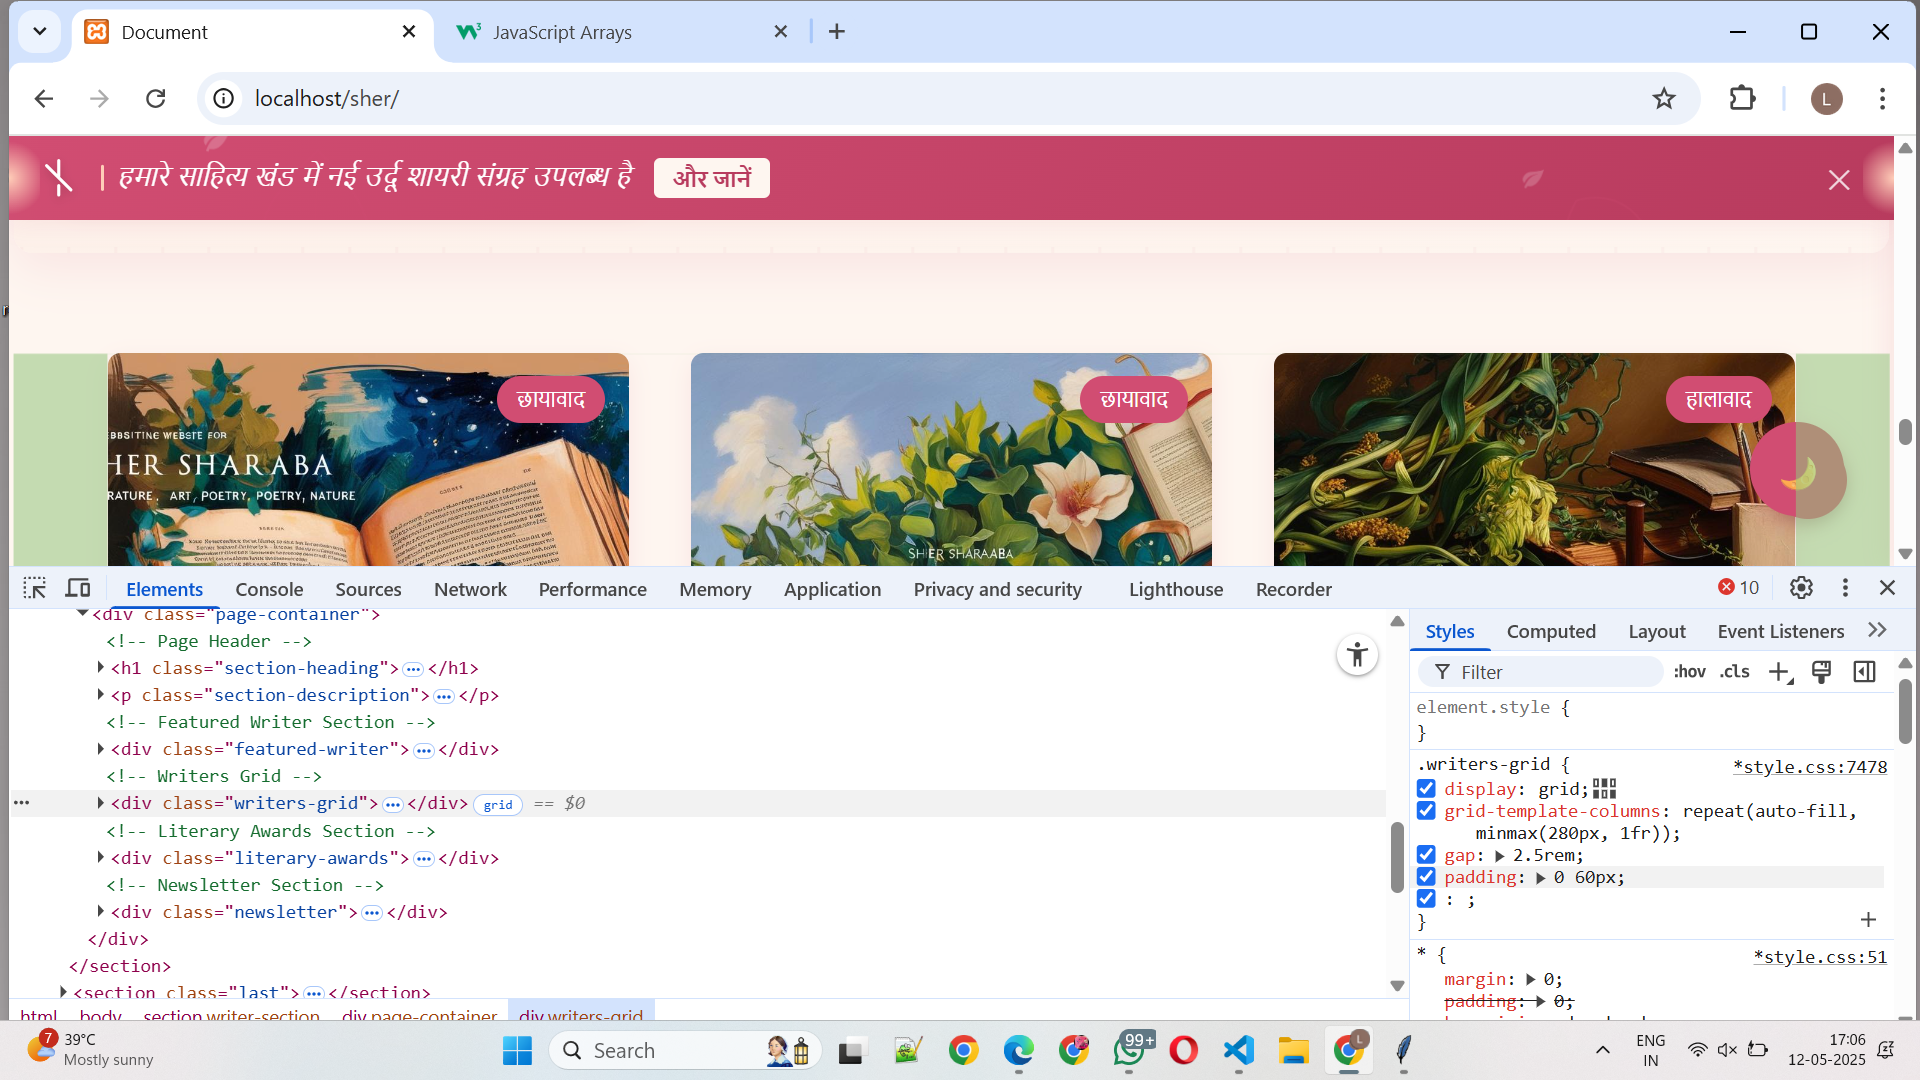 Document
JavaScript Arrays
localhost/sher/
L
| हमारे साहित्य खंड में नई उर्दू शायरी संग्रह उपलब्ध है
और जानें
छायावाद
छायावाद
हालावाद
HER SHARABA
RATURE. ART, POETRY, POETRY, NATURE
Elements
Console
Sources
Network
Performance
Memory
Application
Privacy and security
Lighthouse
Recorder
10
<div class="page-container">
<!-- Page Header -->
<h1 class="section-heading">…</h1>
<p class="section-description">…</p>
<!-- Featured Writer Section -->
<div class="featured-writer">…</div>
<!-- Writers Grid -->
<div class="writers-grid">…</div> grid == $0
<!-- Literary Awards Section -->
<div class="literary-awards">…</div>
<!-- Newsletter Section -->
<div class="newsletter">…</div>
</div>
</section>
<section class="last">…</section>
html body section.writer-section div.page-container div.writers-grid
Styles
Computed
Layout
Event Listeners
Filter
:hov .cls
element.style {
}
.writers-grid {
*style.css:7478
display: grid;
grid-template-columns: repeat(auto-fill,
minmax(280px, 1fr));
gap: 2.5rem;
padding: 0 60px;
: ;
}
* {
*style.css:51
margin: 0;
padding: 0;
7
39°C
Mostly sunny
Search
99+
L
ENG
IN
17:06
12-05-2025